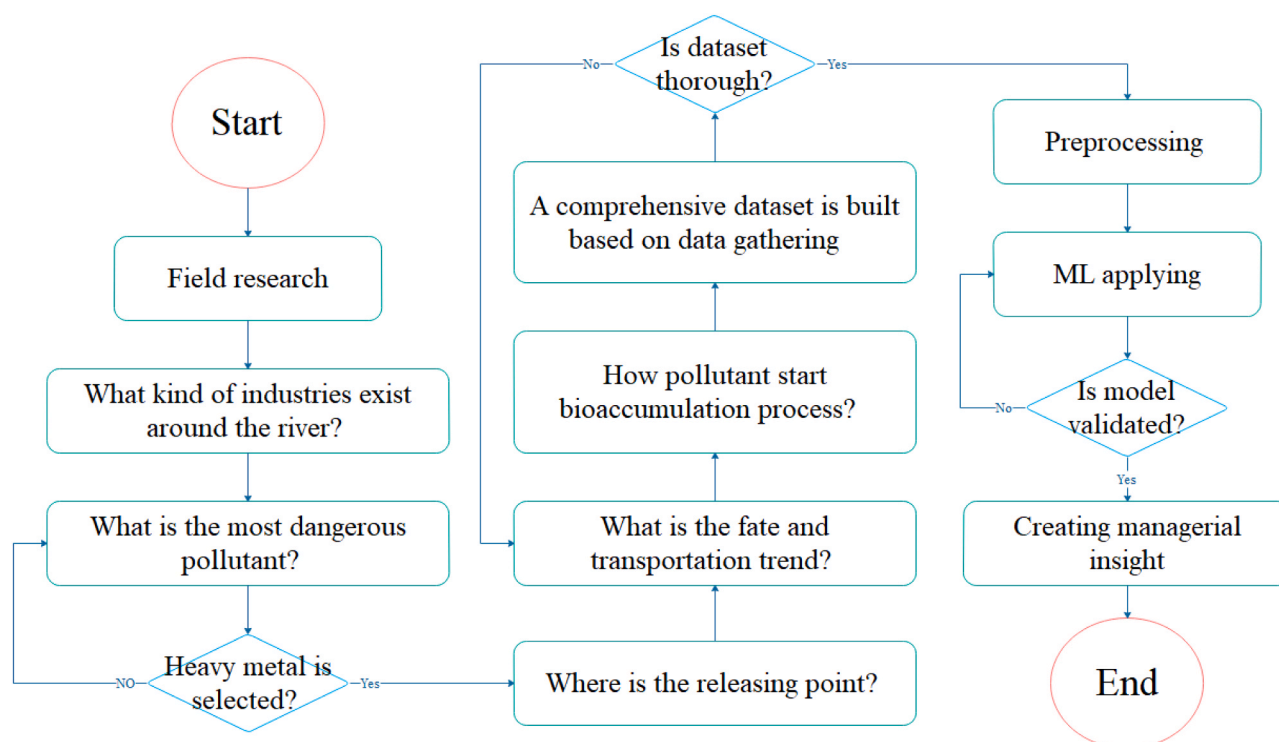 Start
Field research
What kind of industries exist
around the river?
What is the most dangerous
pollutant?
Heavy metal is
selected?
NO
Yes
Where is the releasing point?
What is the fate and
transportation trend?
How pollutant start
bioaccumulation process?
A comprehensive dataset is built
based on data gathering
Is dataset
thorough?
No
Yes
Preprocessing
ML applying
Is model
validated?
No
Yes
Creating managerial
insight
End